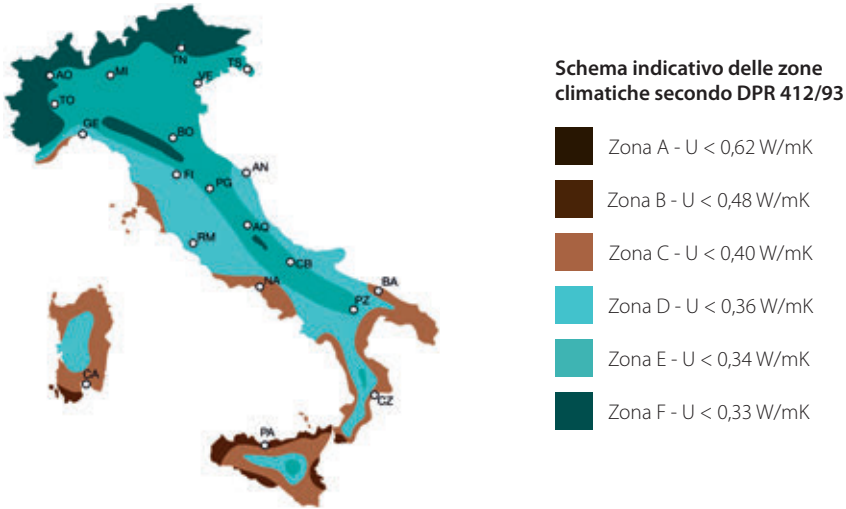 TN
TS
AO
MI
VE
TO
GE
BO
FI
AN
PG
AQ
RM
CB
NA
BA
PZ
CA
CZ
PA
Schema indicativo delle zone
climatiche secondo DPR 412/93
Zona A - U < 0,62 W/mK
Zona B - U < 0,48 W/mK
Zona C - U < 0,40 W/mK
Zona D - U < 0,36 W/mK
Zona E - U < 0,34 W/mK
Zona F - U < 0,33 W/mK